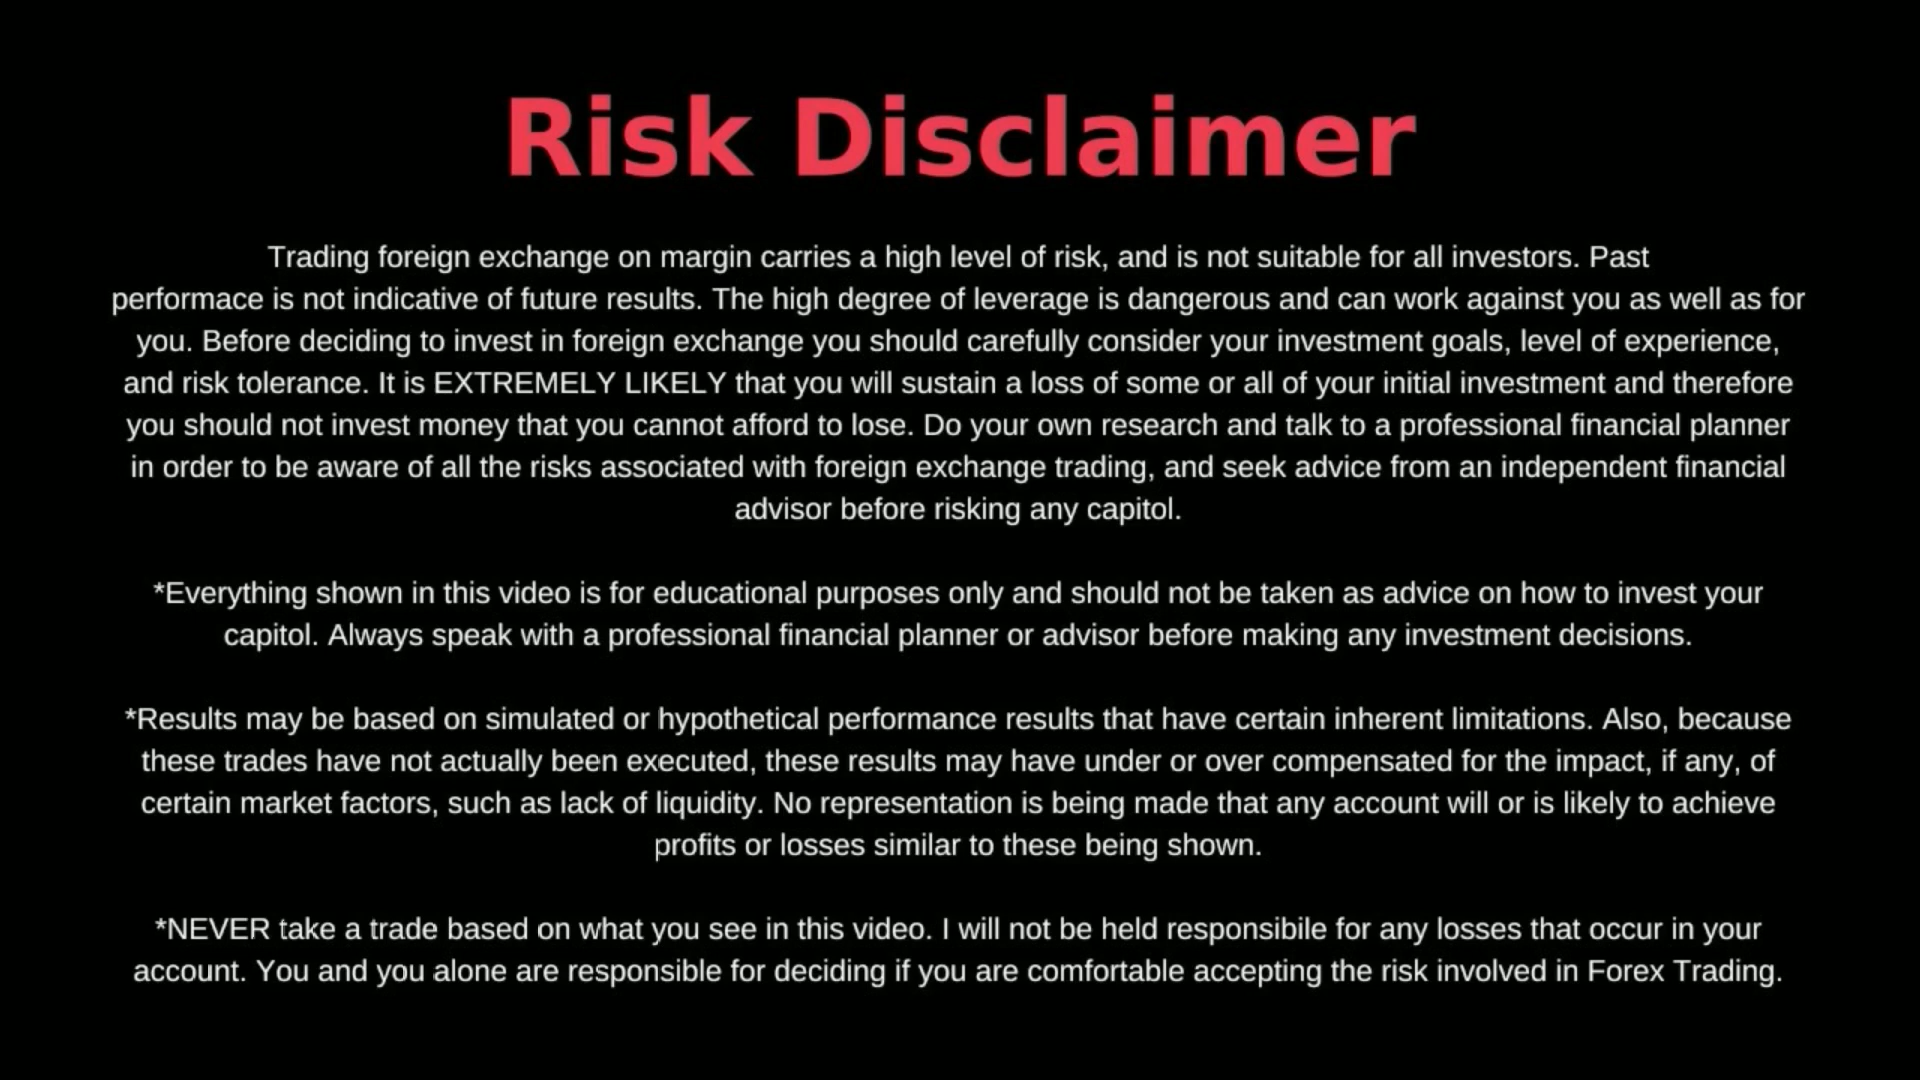 Risk Disclaimer
Trading foreign exchange on margin carries a high level of risk, and is not suitable for all investors. Past
performace is not indicative of future results. The high degree of leverage is dangerous and can work against you as well as for
you. Before deciding to invest in foreign exchange you should carefully consider your investment goals, level of experience,
and risk tolerance. It is EXTREMELY LIKELY that you will sustain a loss of some or all of your initial investment and therefore
you should not invest money that you cannot afford to lose. Do your own research and talk to a professional financial planner
in order to be aware of all the risks associated with foreign exchange trading, and seek advice from an independent financial
advisor before risking any capitol.
*Everything shown in this video is for educational purposes only and should not be taken as advice on how to invest your
capitol. Always speak with a professional financial planner or advisor before making any investment decisions.
*Results may be based on simulated or hypothetical performance results that have certain inherent limitations. Also, because
these trades have not actually been executed, these results may have under or over compensated for the impact, if any, of
certain market factors, such as lack of liquidity. No representation is being made that any account will or is likely to achieve
profits or losses similar to these being shown.
*NEVER take a trade based on what you see in this video. I will not be held responsibile for any losses that occur in your
account. You and you alone are responsible for deciding if you are comfortable accepting the risk involved in Forex Trading.